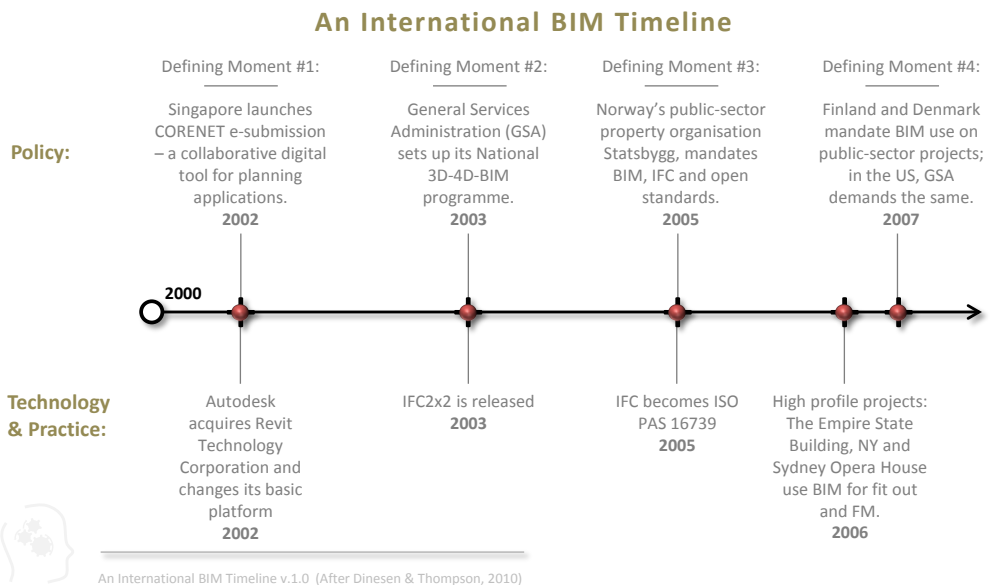 An International BIM Timeline
Defining Moment #1:
Singapore launches
CORENET e-submission
– a collaborative digital
tool for planning
applications.
2002
Defining Moment #2:
General Services
Administration (GSA)
sets up its National
3D-4D-BIM
programme.
2003
Defining Moment #3:
Norway's public-sector
property organisation
Statsbygg, mandates
BIM, IFC and open
standards.
2005
Defining Moment #4:
Finland and Denmark
mandate BIM use on
public-sector projects;
in the US, GSA
demands the same.
2007
Policy:
2000
Technology
& Practice:
Autodesk
acquires Revit
Technology
Corporation and
changes its basic
platform
2002
IFC2x2 is released
2003
IFC becomes ISO
PAS 16739
2005
High profile projects:
The Empire State
Building, NY and
Sydney Opera House
use BIM for fit out
and FM.
2006
An International BIM Timeline v.1.0 (After Dinesen & Thompson, 2010)